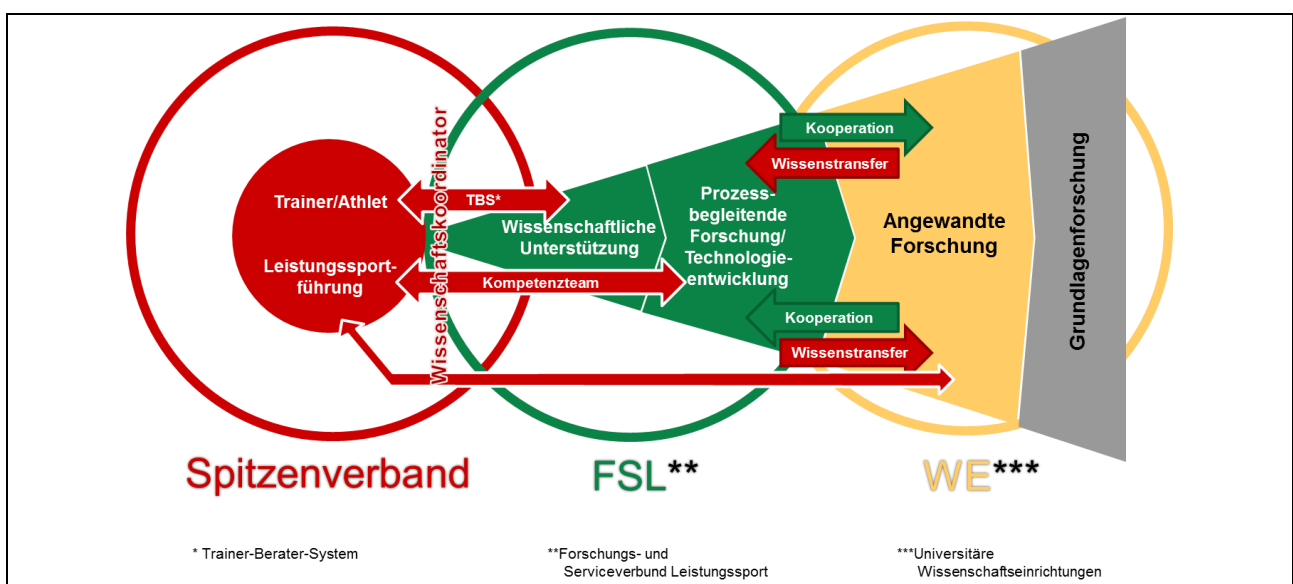 Wissenschaftskoordinator
Trainer/Athlet
Leistungssport-
führung
TBS*
Kompetenzteam
Wissenschaftliche
Unterstützung
Prozess-
begleitende
Forschung/
Technologie-
entwicklung
Kooperation
Wissenstransfer
Kooperation
Wissenstransfer
Angewandte
Forschung
Grundlagenforschung
Spitzenverband
FSL**
WE***
* Trainer-Berater-System
**Forschungs- und
Serviceverbund Leistungssport
***Universitäre
Wissenschaftseinrichtungen